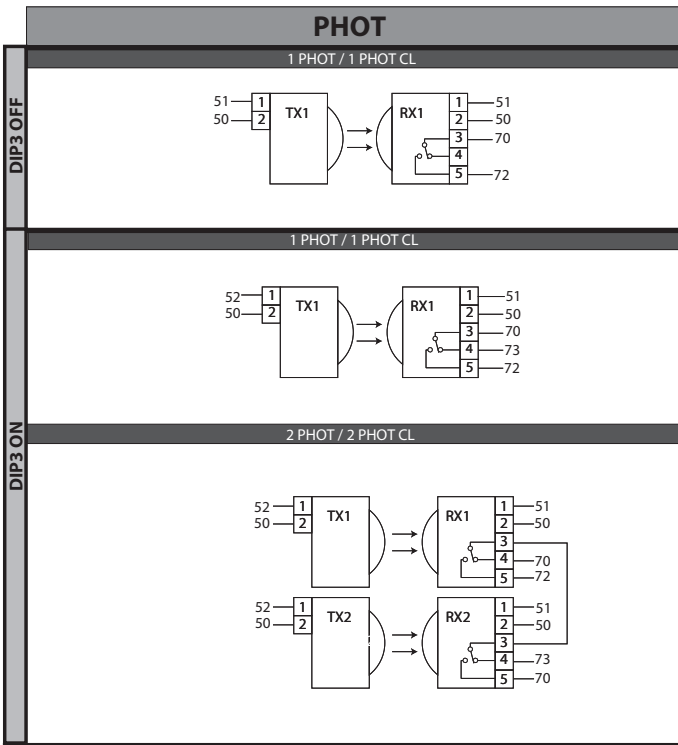 PHOT
DIP3 OFF
1 PHOT / 1 PHOT CL
51 1 TX1 RX1 1 51
50 2 2 50
3 70
4
5 72
DIP3 ON
1 PHOT / 1 PHOT CL
52 1 TX1 RX1 1 51
50 2 2 50
3 70
4 73
5 72
2 PHOT / 2 PHOT CL
52 1 TX1 RX1 1 51
50 2 2 50
3
4 70
5 72
52 1 TX2 RX2 1 51
50 2 2 50
3
4 73
5 70